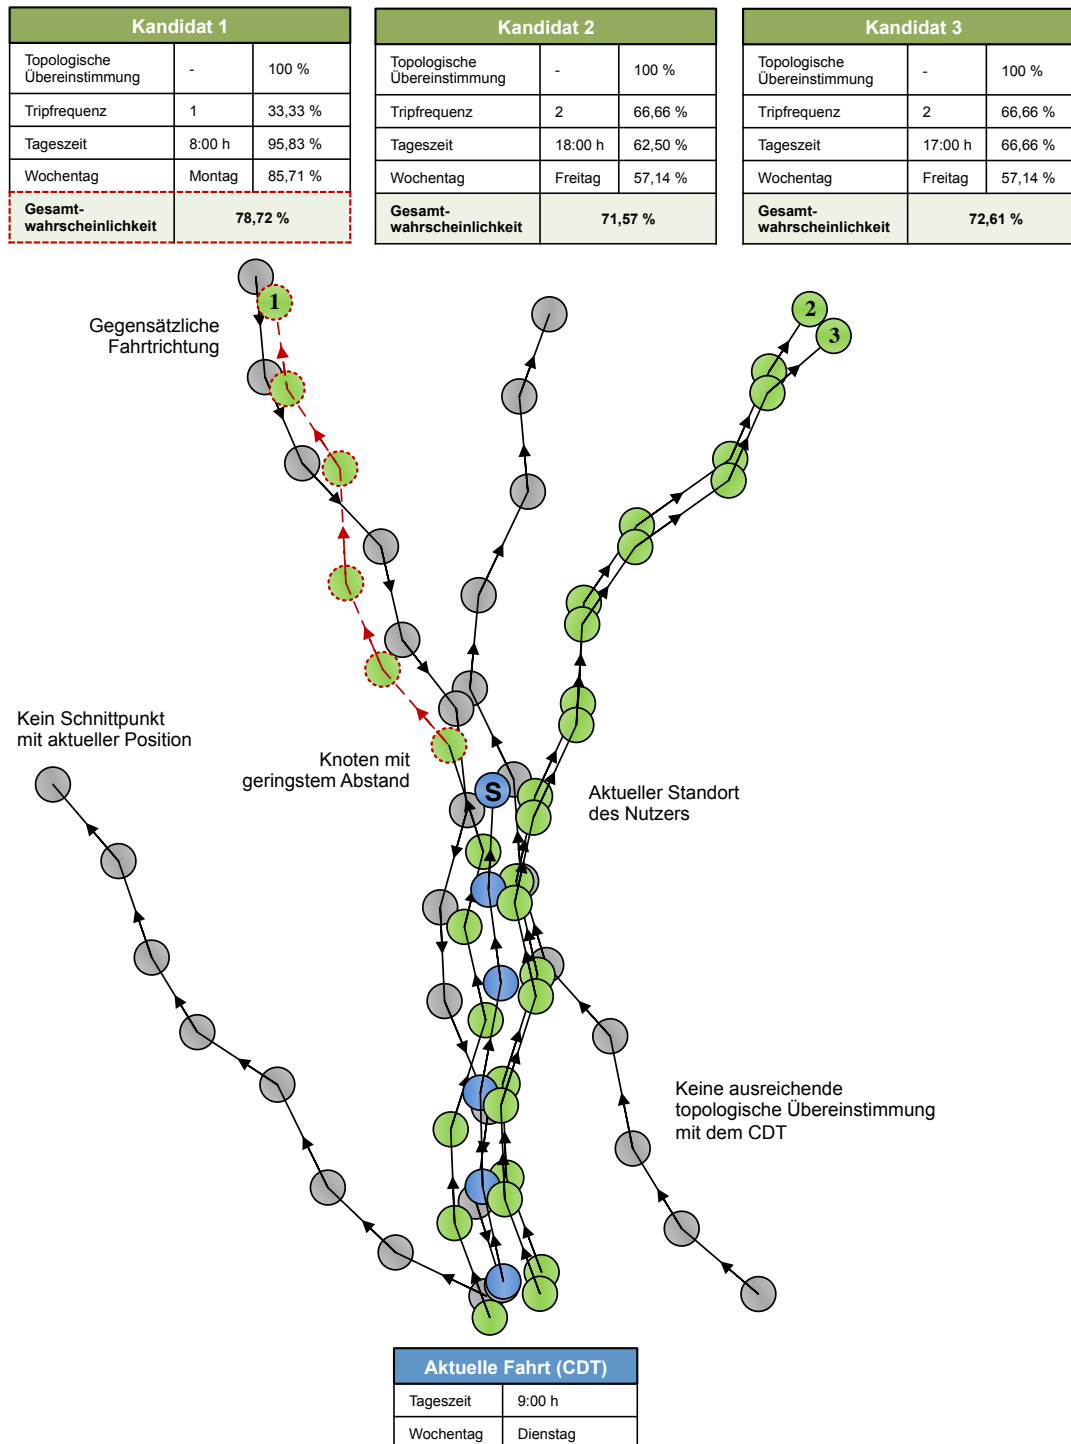 Kandidat 1
Topologische
Übereinstimmung
-
100 %
Tripfrequenz
1
33,33 %
Tageszeit
8:00 h
95,83 %
Wochentag
Montag
85,71 %
Gesamt-
wahrscheinlichkeit
78,72 %
Kandidat 2
Topologische
Übereinstimmung
-
100 %
Tripfrequenz
2
66,66 %
Tageszeit
18:00 h
62,50 %
Wochentag
Freitag
57,14 %
Gesamt-
wahrscheinlichkeit
71,57 %
Kandidat 3
Topologische
Übereinstimmung
-
100 %
Tripfrequenz
2
66,66 %
Tageszeit
17:00 h
66,66 %
Wochentag
Freitag
57,14 %
Gesamt-
wahrscheinlichkeit
72,61 %
1
2
3
Gegensätzliche
Fahrtrichtung
Kein Schnittpunkt
mit aktueller Position
Knoten mit
geringstem Abstand
S
Aktueller Standort
des Nutzers
Keine ausreichende
topologische Übereinstimmung
mit dem CDT
Aktuelle Fahrt (CDT)
Tageszeit
9:00 h
Wochentag
Dienstag